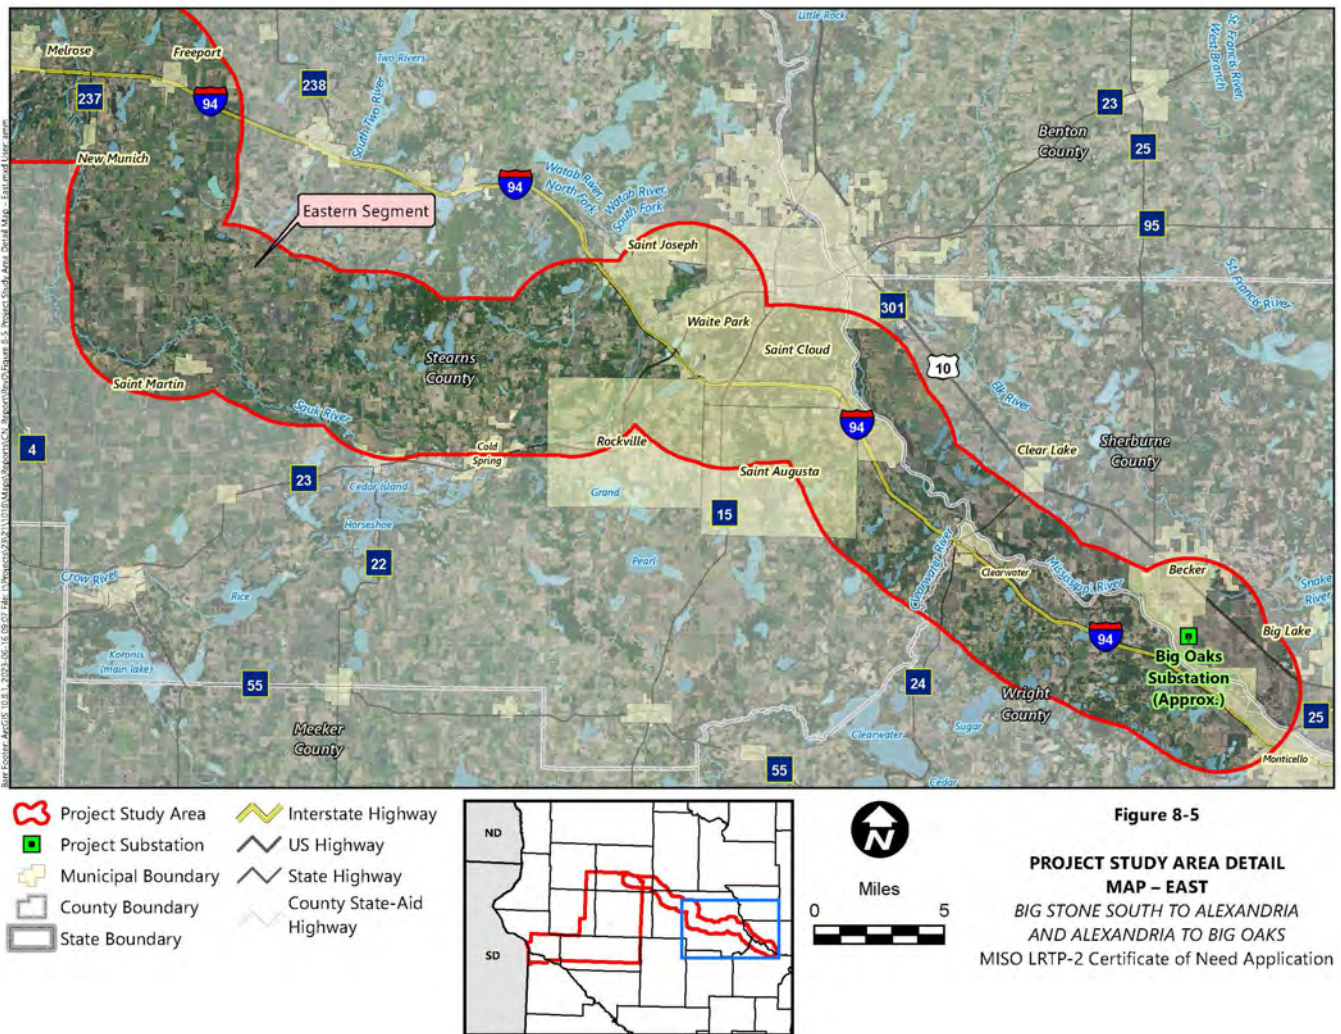 Little Rock
Melrose
Freeport
Two Rivers
St. Francis River,
West Branch
237
94
238
South Two River
23
Benton
County
25
New Munich
94
Watab River,
North Fork
Watab River,
South Fork
Eastern Segment
95
Saint Joseph
St. Francis River
301
Waite Park
Saint Cloud
Stearns
County
10
Elk River
Saint Martin
Sauk River
94
4
Cold
Spring
Rockville
Clear Lake
Sherburne
County
Saint Augusta
23
Cedar Island
Grand
15
Horseshoe
22
Pearl
Clearwater River
Clearwater
Mississippi River
Becker
Snake
River
Crow River
Rice
94
Big Lake
Koronis
(main lake)
Big Oaks
Substation
(Approx.)
55
24
Wright
County
25
Meeker
County
Sugar
Clearwater
Monticello
55
Cedar
Project Study Area
Project Substation
Municipal Boundary
County Boundary
State Boundary
Interstate Highway
US Highway
State Highway
County State-Aid
Highway
ND
SD
N
Miles
0 5
Figure 8-5
PROJECT STUDY AREA DETAIL
MAP – EAST
BIG STONE SOUTH TO ALEXANDRIA
AND ALEXANDRIA TO BIG OAKS
MISO LRTP-2 Certificate of Need Application